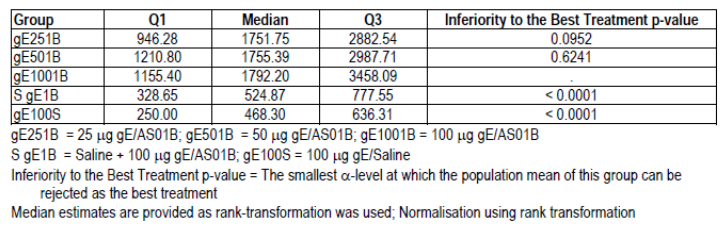 Group Q1 Median Q3 Inferiority to the Best Treatment p-value
gE251B 946.28 1751.75 2882.54 0.0952
gE501B 1210.80 1755.39 2987.71 0.6241
gE1001B 1155.40 1792.20 3458.09 .
S gE1B 328.65 524.87 777.55 < 0.0001
gE100S 250.00 468.30 636.31 < 0.0001
gE251B = 25 µg gE/AS01B; gE501B = 50 µg gE/AS01B; gE1001B = 100 µg gE/AS01B
S gE1B = Saline + 100 µg gE/AS01B; gE100S = 100 µg gE/Saline
Inferiority to the Best Treatment p-value = The smallest α-level at which the population mean of this group can be
rejected as the best treatment
Median estimates are provided as rank-transformation was used; Normalisation using rank transformation